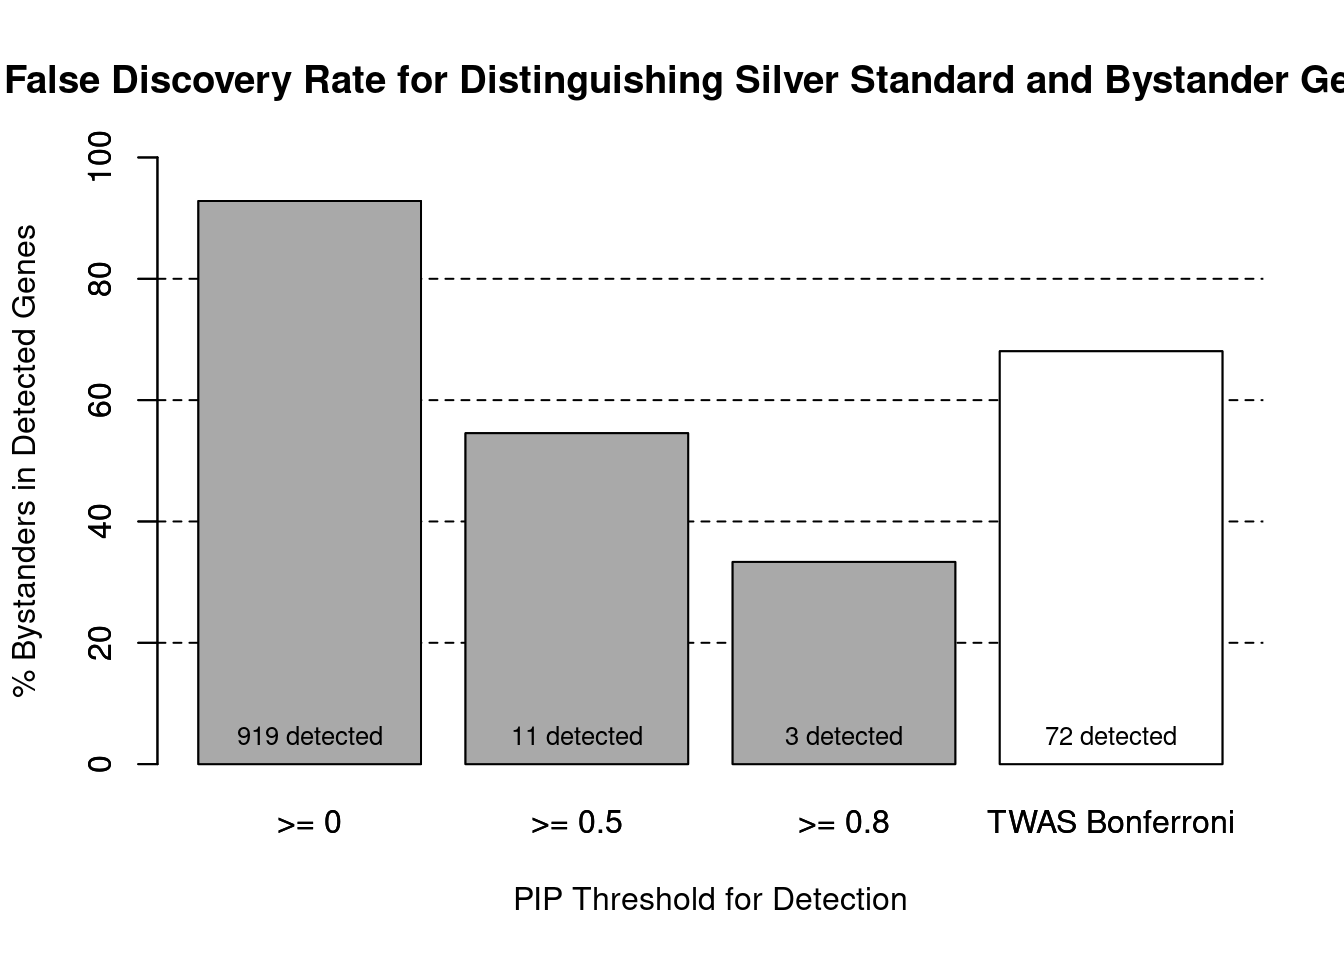 False Discovery Rate for Distinguishing Silver Standard and Bystander Ge
% Bystanders in Detected Genes
100
80
60
40
20
0
919 detected
11 detected
3 detected
72 detected
>= 0
>= 0.5
>= 0.8
TWAS Bonferroni
PIP Threshold for Detection